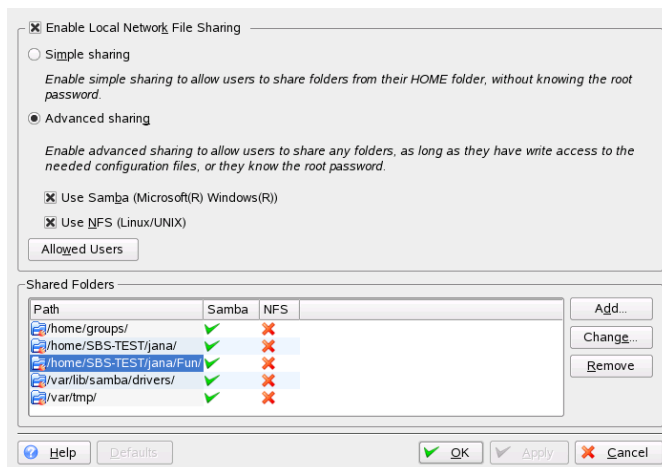 Enable Local Network File Sharing
Simple sharing
Enable simple sharing to allow users to share folders from their HOME folder, without knowing the root
password.
Advanced sharing
Enable advanced sharing to allow users to share any folders, as long as they have write access to the
needed configuration files, or they know the root password.
Use Samba (Microsoft(R) Windows(R))
Use NFS (Linux/UNIX)
Allowed Users
Shared Folders
Path Samba NFS
/home/groups/
/home/SBS-TEST/jana/
/home/SBS-TEST/jana/Fun/
/var/lib/samba/drivers/
/var/tmp/
Add...
Change...
Remove
Help Defaults OK Apply Cancel